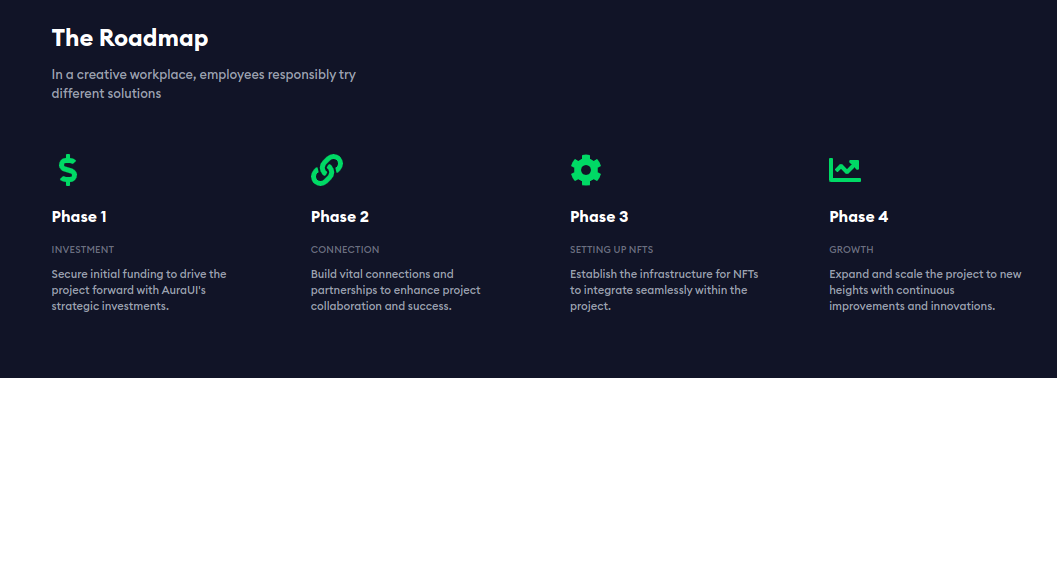 The Roadmap
In a creative workplace, employees responsibly try
different solutions
Phase 1
INVESTMENT
Secure initial funding to drive the
project forward with AuraUI's
strategic investments.
Phase 2
CONNECTION
Build vital connections and
partnerships to enhance project
collaboration and success.
Phase 3
SETTING UP NFTS
Establish the infrastructure for NFTs
to integrate seamlessly within the
project.
Phase 4
GROWTH
Expand and scale the project to new
heights with continuous
improvements and innovations.